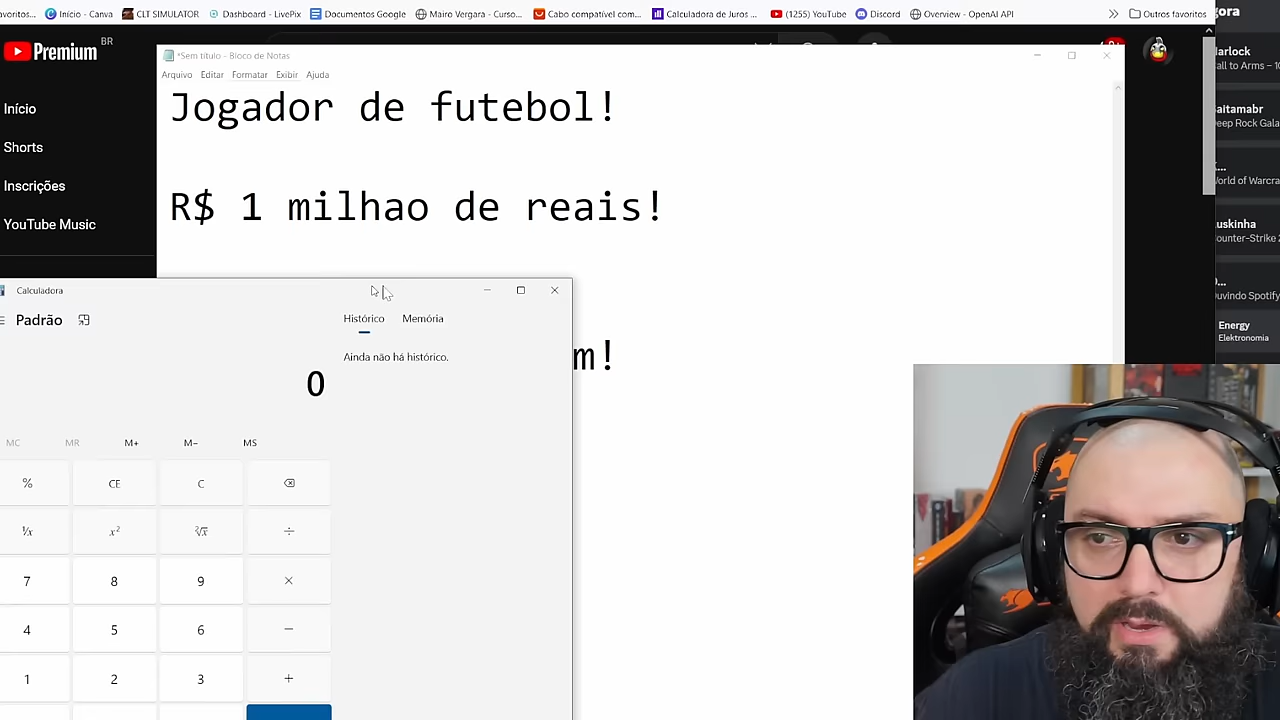 avoritos...
Início - Canva
CLT SIMULATOR
Dashboard - LivePix
Documentos Google
Mairo Vergara - Curso...
Cabo compatível com...
Calculadora de Juros ...
(1255) YouTube
Discord
Overview - OpenAI API
Outros favoritos
Premium BR
Início
Shorts
Inscrições
YouTube Music
*Sem título - Bloco de Notas
Arquivo Editar Formatar Exibir Ajuda
Jogador de futebol!
R$ 1 milhao de reais!
m!
Calculadora
Padrão
Histórico Memória
Ainda não há histórico.
0
MC MR M+ M- MS
% CE C
¹/x x² ²√x ÷
7 8 9 ×
4 5 6 −
1 2 3 +
gora
arlock
all to Arms – 10
aitamabr
eep Rock Gala
...
orld of Warcra
uskinha
ounter-Strike 2
...
uvindo Spotify
Energy
Elektronomia